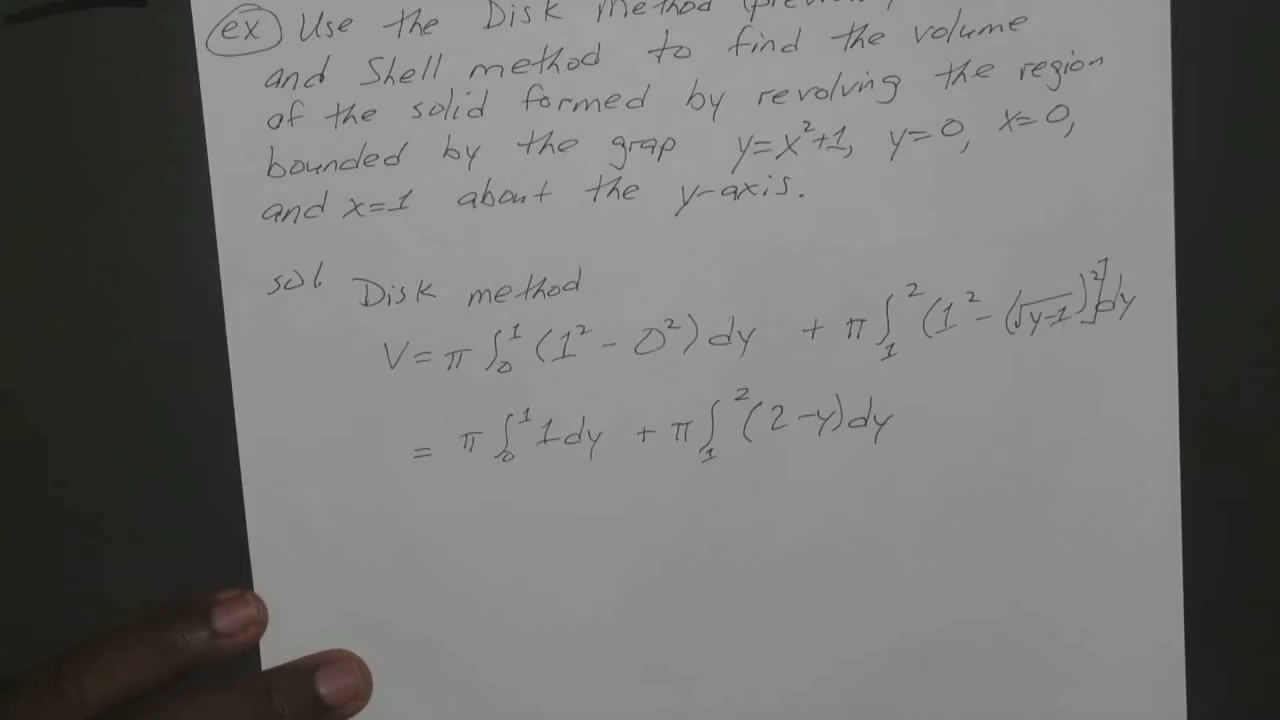 ex Use the Disk Method
and Shell method to find the volume
of the solid formed by revolving the region
bounded by the grap y=x²+1, y=0, x=0,
and x=1 about the y-axis.
sol. Disk method
V = π ∫₀¹ (1² - 0²) dy + π ∫₁² (1² - (√y-1)²] dy
= π ∫₀¹ 1 dy + π ∫₁² (2 - y) dy